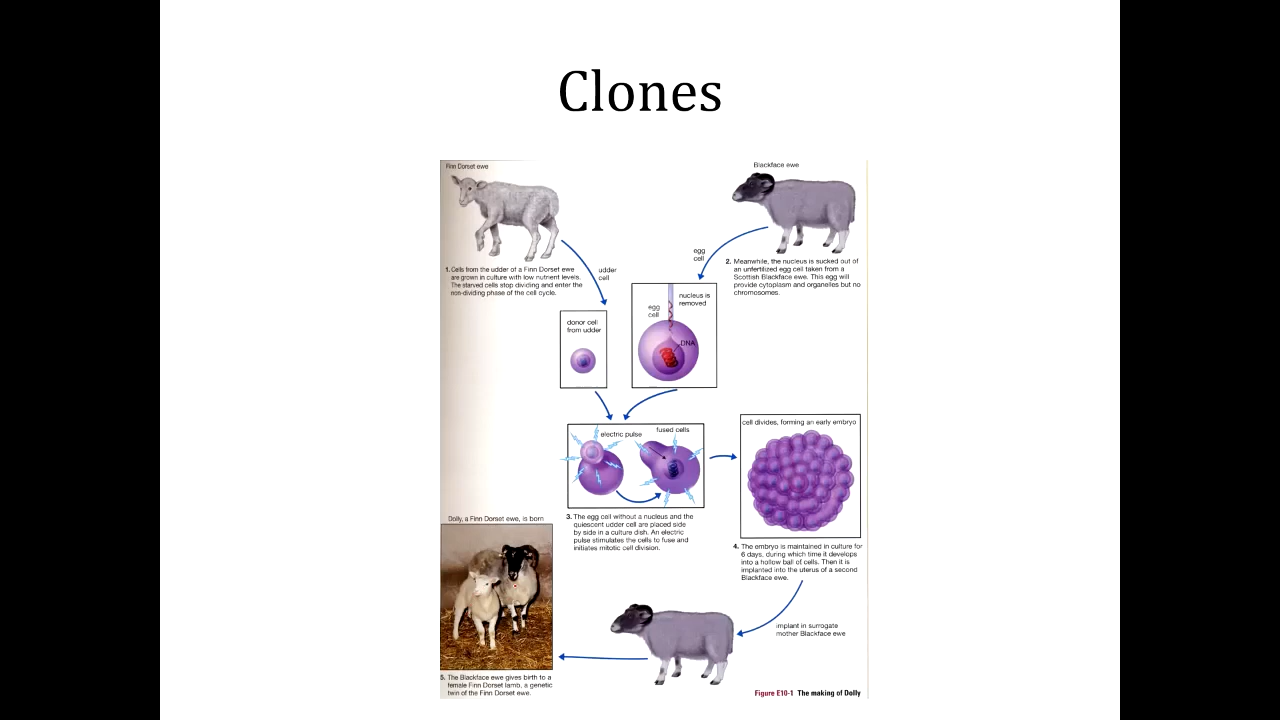 Clones
Finn Dorset ewe
Blackface ewe
1. Cells from the udder of a Finn Dorset ewe
are grown in culture with low nutrient levels.
The starved cells stop dividing and enter the
non-dividing phase of the cell cycle.
udder
cell
egg
cell
2. Meanwhile, the nucleus is sucked out of
an unfertilized egg cell taken from a
Scottish Blackface ewe. This egg will
provide cytoplasm and organelles but no
chromosomes.
donor cell
from udder
nucleus is
removed
egg
cell
DNA
electric pulse
fused cells
cell divides, forming an early embryo
3. The egg cell without a nucleus and the
quiescent udder cell are placed side
by side in a culture dish. An electric
pulse stimulates the cells to fuse and
initiates mitotic cell division.
4. The embryo is maintained in culture for
6 days, during which time it develops
into a hollow ball of cells. Then it is
implanted into the uterus of a second
Blackface ewe.
implant in surrogate
mother Blackface ewe
Dolly, a Finn Dorset ewe, is born
5. The Blackface ewe gives birth to a
female Finn Dorset lamb, a genetic
twin of the Finn Dorset ewe.
Figure E10-1 The making of Dolly